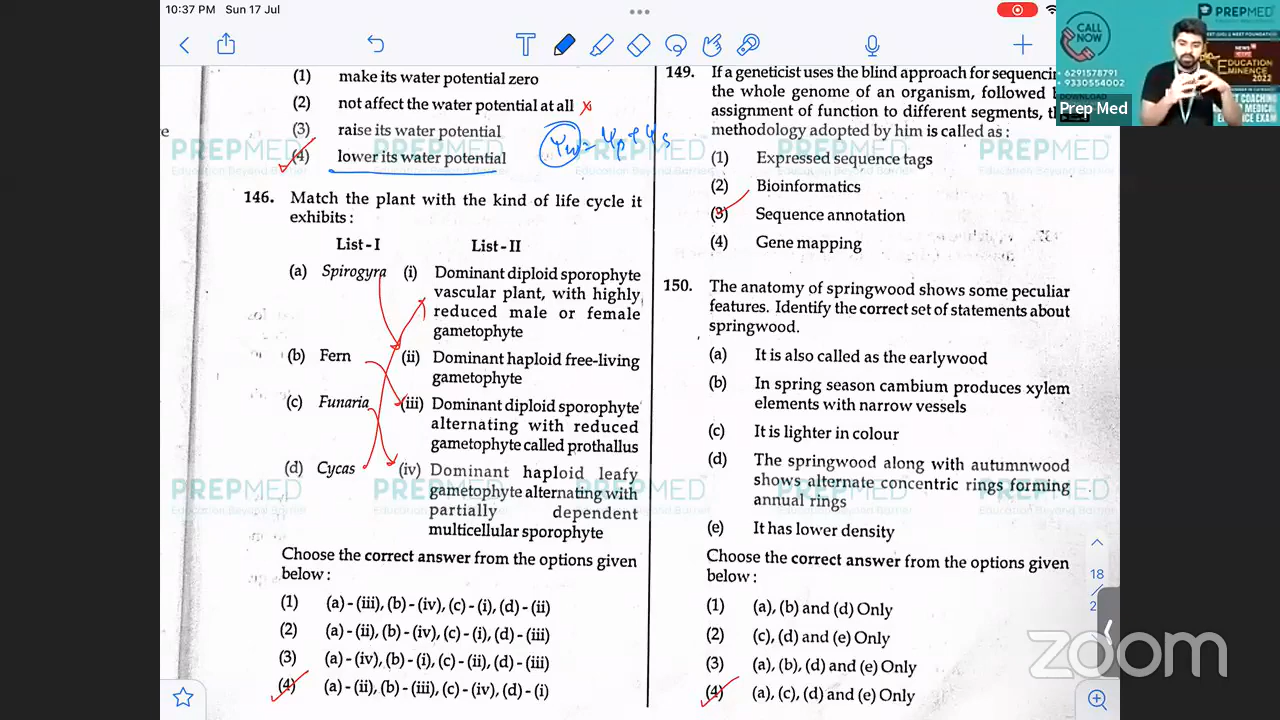 10:37 PM Sun 17 Jul
(1) make its water potential zero
(2) not affect the water potential at all
(3) raise its water potential
(4) lower its water potential
Ψw = Ψp + Ψs
146. Match the plant with the kind of life cycle it
exhibits :
List - I List - II
(a) Spirogyra (i) Dominant diploid sporophyte
vascular plant, with highly
reduced male or female
gametophyte
(b) Fern (ii) Dominant haploid free-living
gametophyte
(c) Funaria (iii) Dominant diploid sporophyte
alternating with reduced
gametophyte called prothallus
(d) Cycas (iv) Dominant haploid leafy
gametophyte alternating with
partially dependent
multicellular sporophyte
Choose the correct answer from the options given
below :
(1) (a) - (iii), (b) - (iv), (c) - (i), (d) - (ii)
(2) (a) - (ii), (b) - (iv), (c) - (i), (d) - (iii)
(3) (a) - (iv), (b) - (i), (c) - (ii), (d) - (iii)
(4) (a) - (ii), (b) - (iii), (c) - (iv), (d) - (i)
149. If a geneticist uses the blind approach for
the whole genome of an organism, followed
assignment of function to different segments,
methodology adopted by him is called as :
(1) Expressed sequence tags
(2) Bioinformatics
(3) Sequence annotation
(4) Gene mapping
150. The anatomy of springwood shows some peculiar
features. Identify the correct set of statements about
springwood.
(a) It is also called as the earlywood
(b) In spring season cambium produces xylem
elements with narrow vessels
(c) It is lighter in colour
(d) The springwood along with autumnwood
shows alternate concentric rings forming
annual rings
(e) It has lower density
Choose the correct answer from the options given
below :
(1) (a), (b) and (d) Only
(2) (c), (d) and (e) Only
(3) (a), (b), (d) and (e) Only
(4) (a), (c), (d) and (e) Only
18
PREPMED
Education Beyond Barrier
CALL
NOW
6291578791
9330554002
DOWNLOAD
PREPMED
NEWS
EDUCATION
EMINENCE
2022
Prep Med
zoom